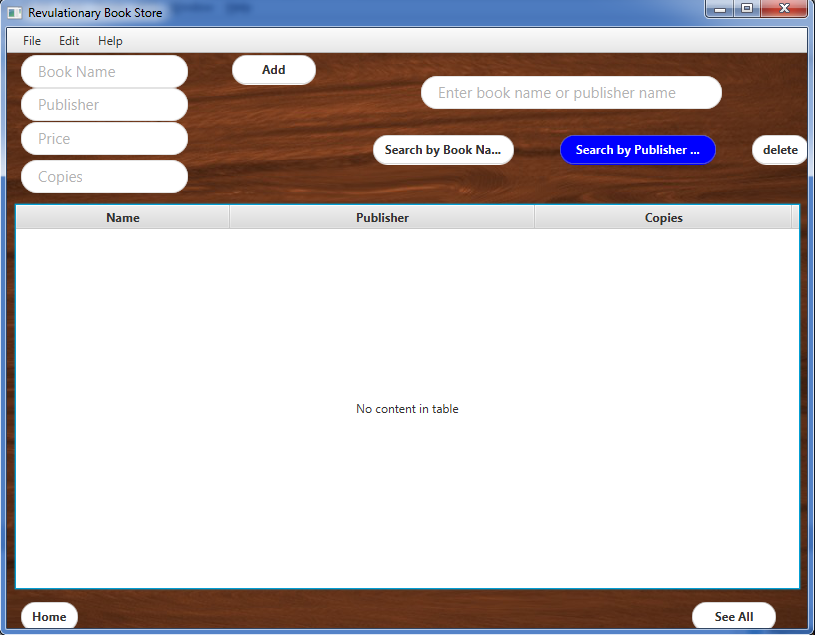 Revulationary Book Store
File Edit Help
Book Name
Add
Enter book name or publisher name
Publisher
Price
Search by Book Na...
Search by Publisher ...
delete
Copies
Name Publisher Copies
No content in table
Home
See All